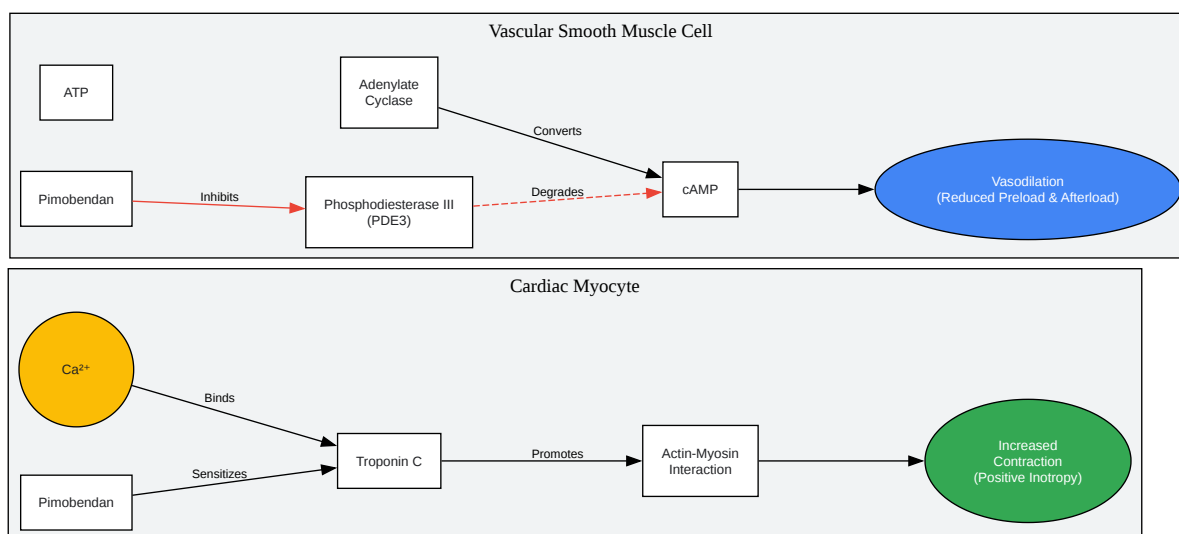 Vascular Smooth Muscle Cell
ATP
Adenylate
Cyclase
Converts
Pimobendan
Inhibits
Phosphodiesterase III
(PDE3)
Degrades
cAMP
Vasodilation
(Reduced Preload & Afterload)
Cardiac Myocyte
Ca²⁺
Binds
Pimobendan
Sensitizes
Troponin C
Promotes
Actin-Myosin
Interaction
Increased
Contraction
(Positive Inotropy)